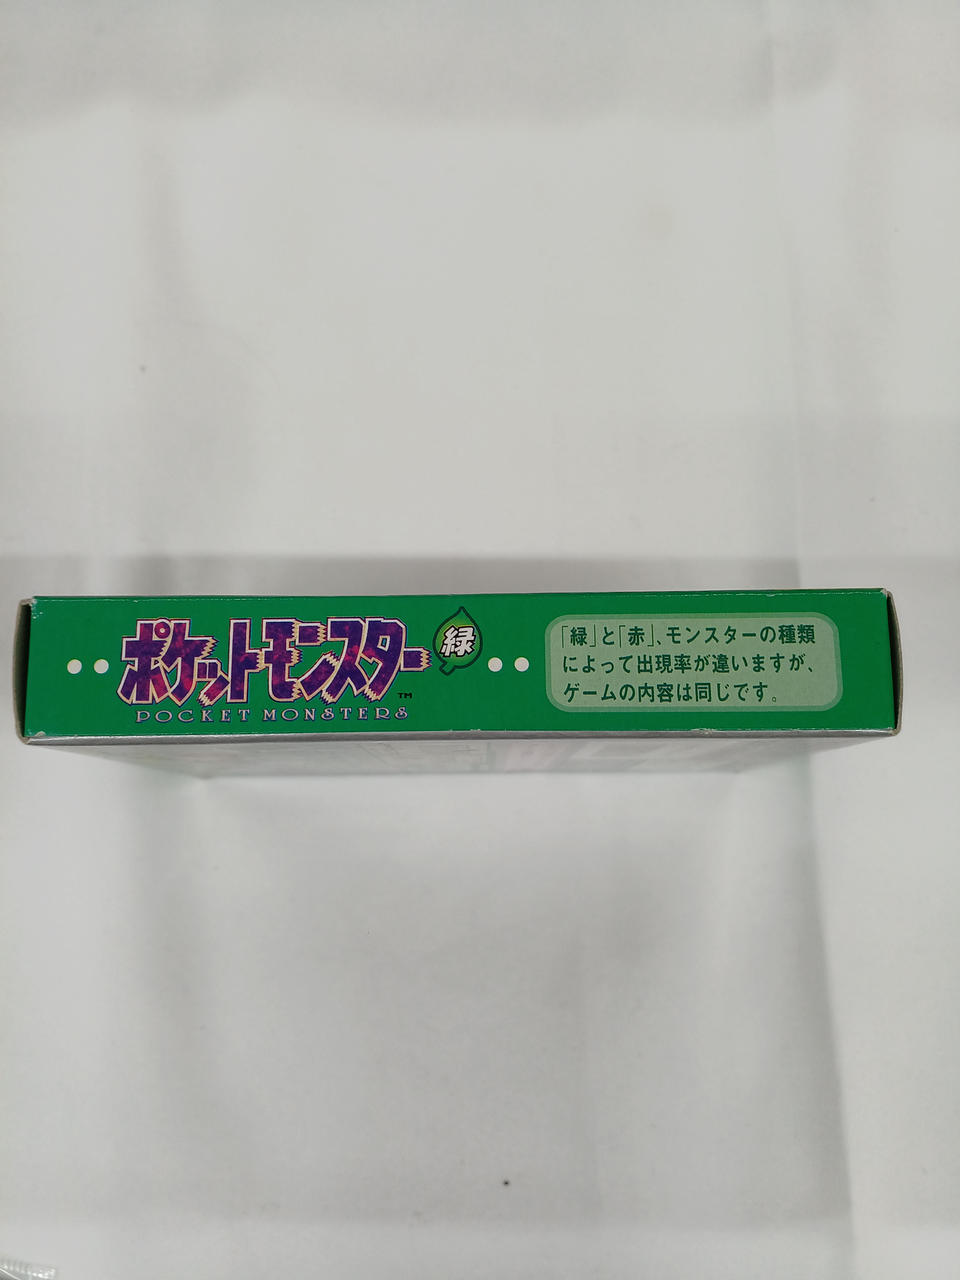 ポケットモンスター 緑
TM
POCKET MONSTERS
「緑」と「赤」、モンスターの種類
によって出現率が違いますが、
ゲームの内容は同じです。